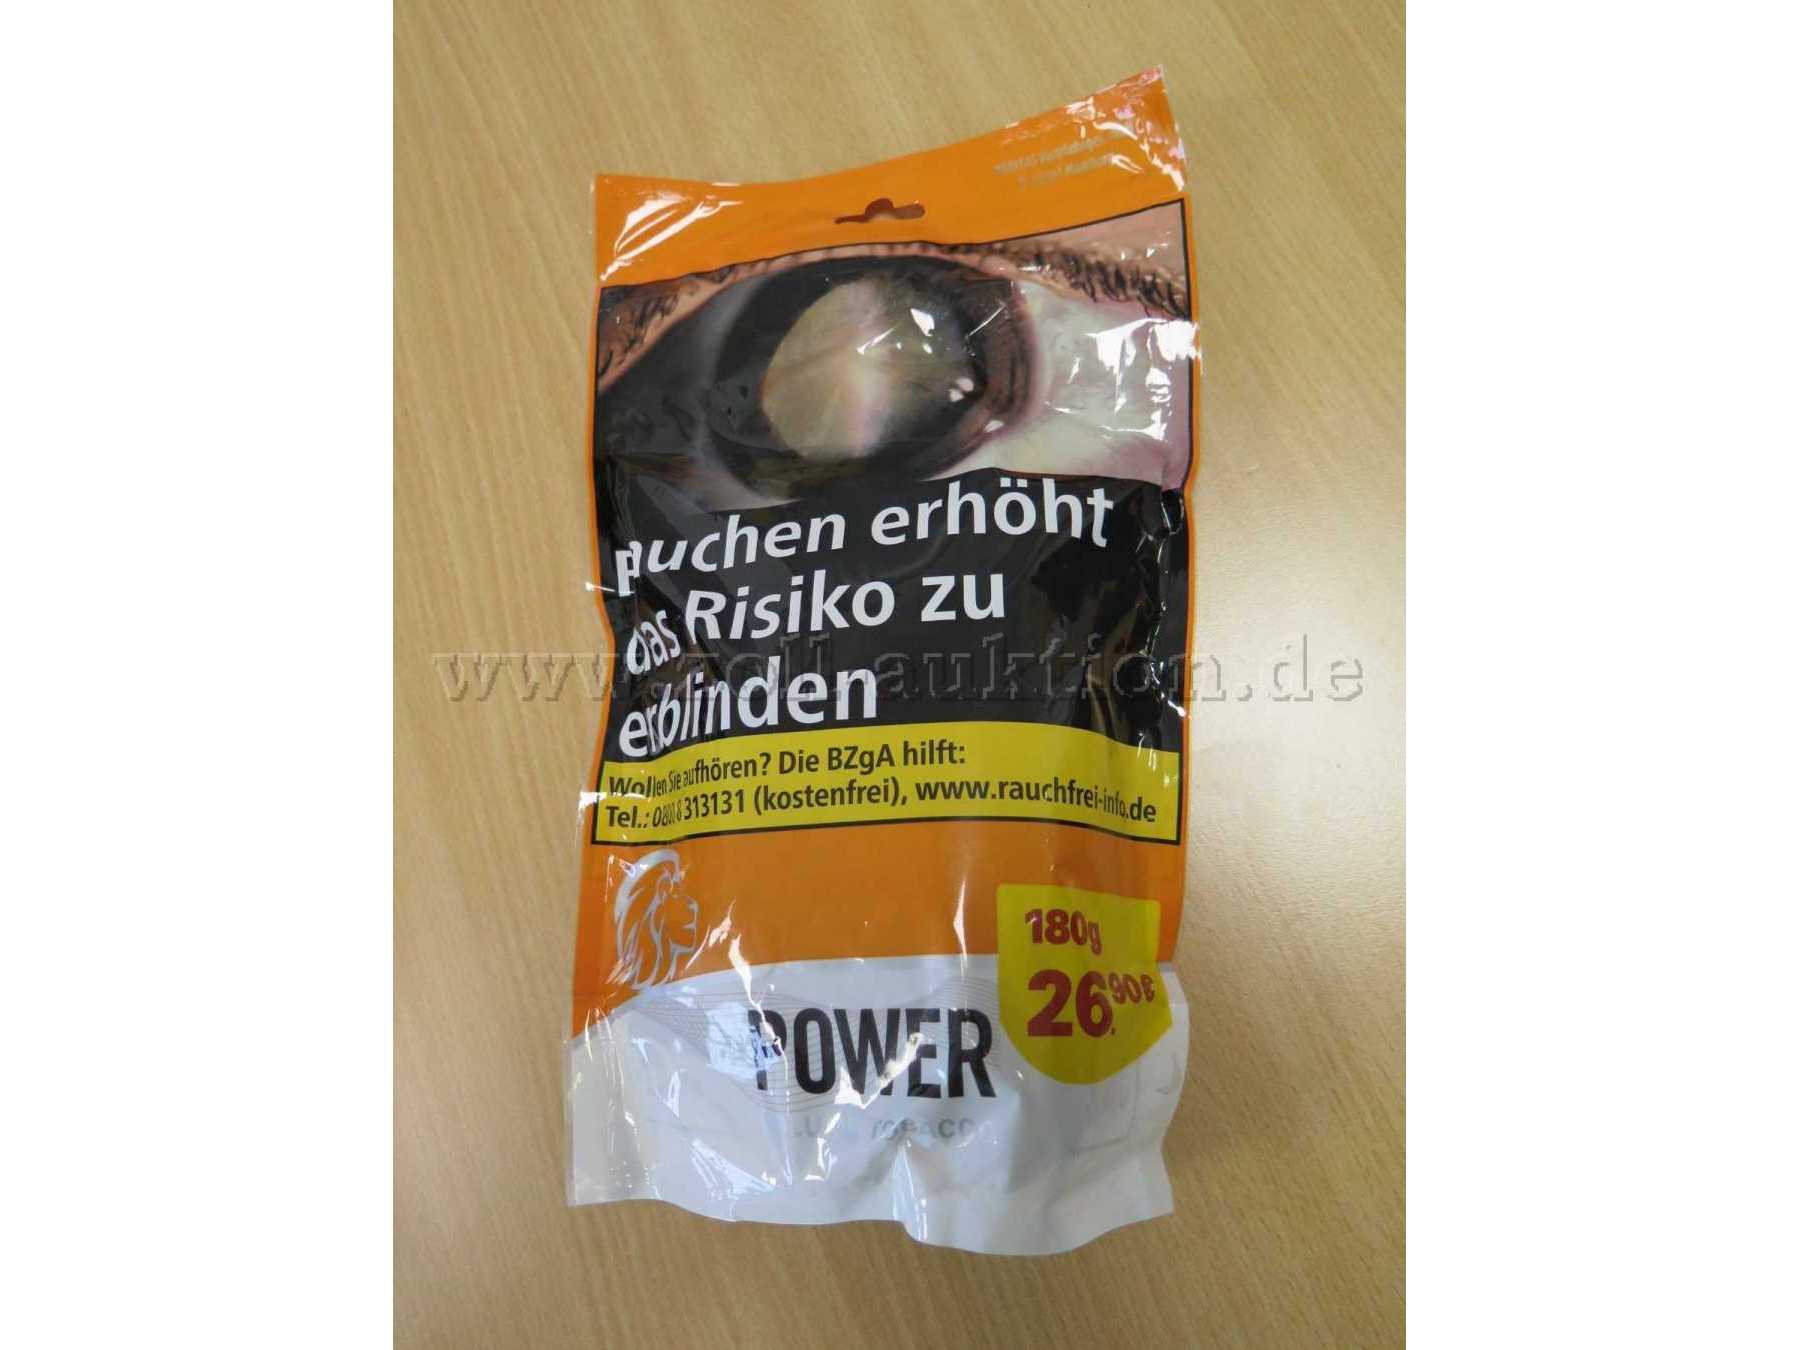 Rauchen erhöht
das Risiko zu
erblinden
www.zoll-auktion.de
Wollen Sie aufhören? Die BZgA hilft:
Tel.: 0800 8 313131 (kostenfrei), www.rauchfrei-info.de
180g
26.90€
POWER